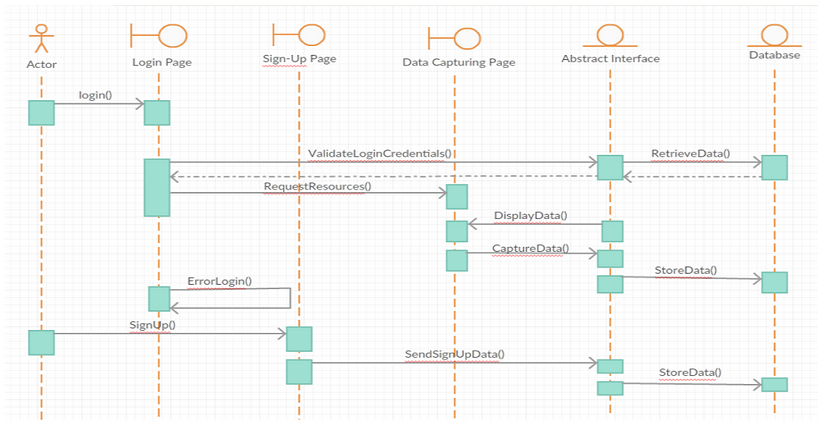 Actor
Login Page
Sign-Up Page
Data Capturing Page
Abstract Interface
Database
login()
ValidateLoginCredentials()
RetrieveData()
RequestResources()
DisplayData()
CaptureData()
StoreData()
ErrorLogin()
SignUp()
SendSignUpData()
StoreData()